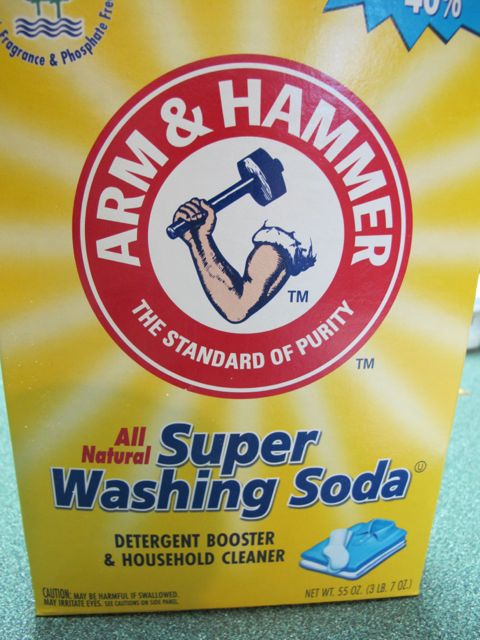 Fragrance & Phosphate Fre
40%
ARM & HAMMER
TM
THE STANDARD OF PURITY
TM
All
Natural
Super
Washing Soda
U
DETERGENT BOOSTER
& HOUSEHOLD CLEANER
CAUTION: MAY BE HARMFUL IF SWALLOWED.
MAY IRRITATE EYES. SEE CAUTIONS ON SIDE PANEL.
NET WT. 55 OZ. (3 LB. 7 OZ.)